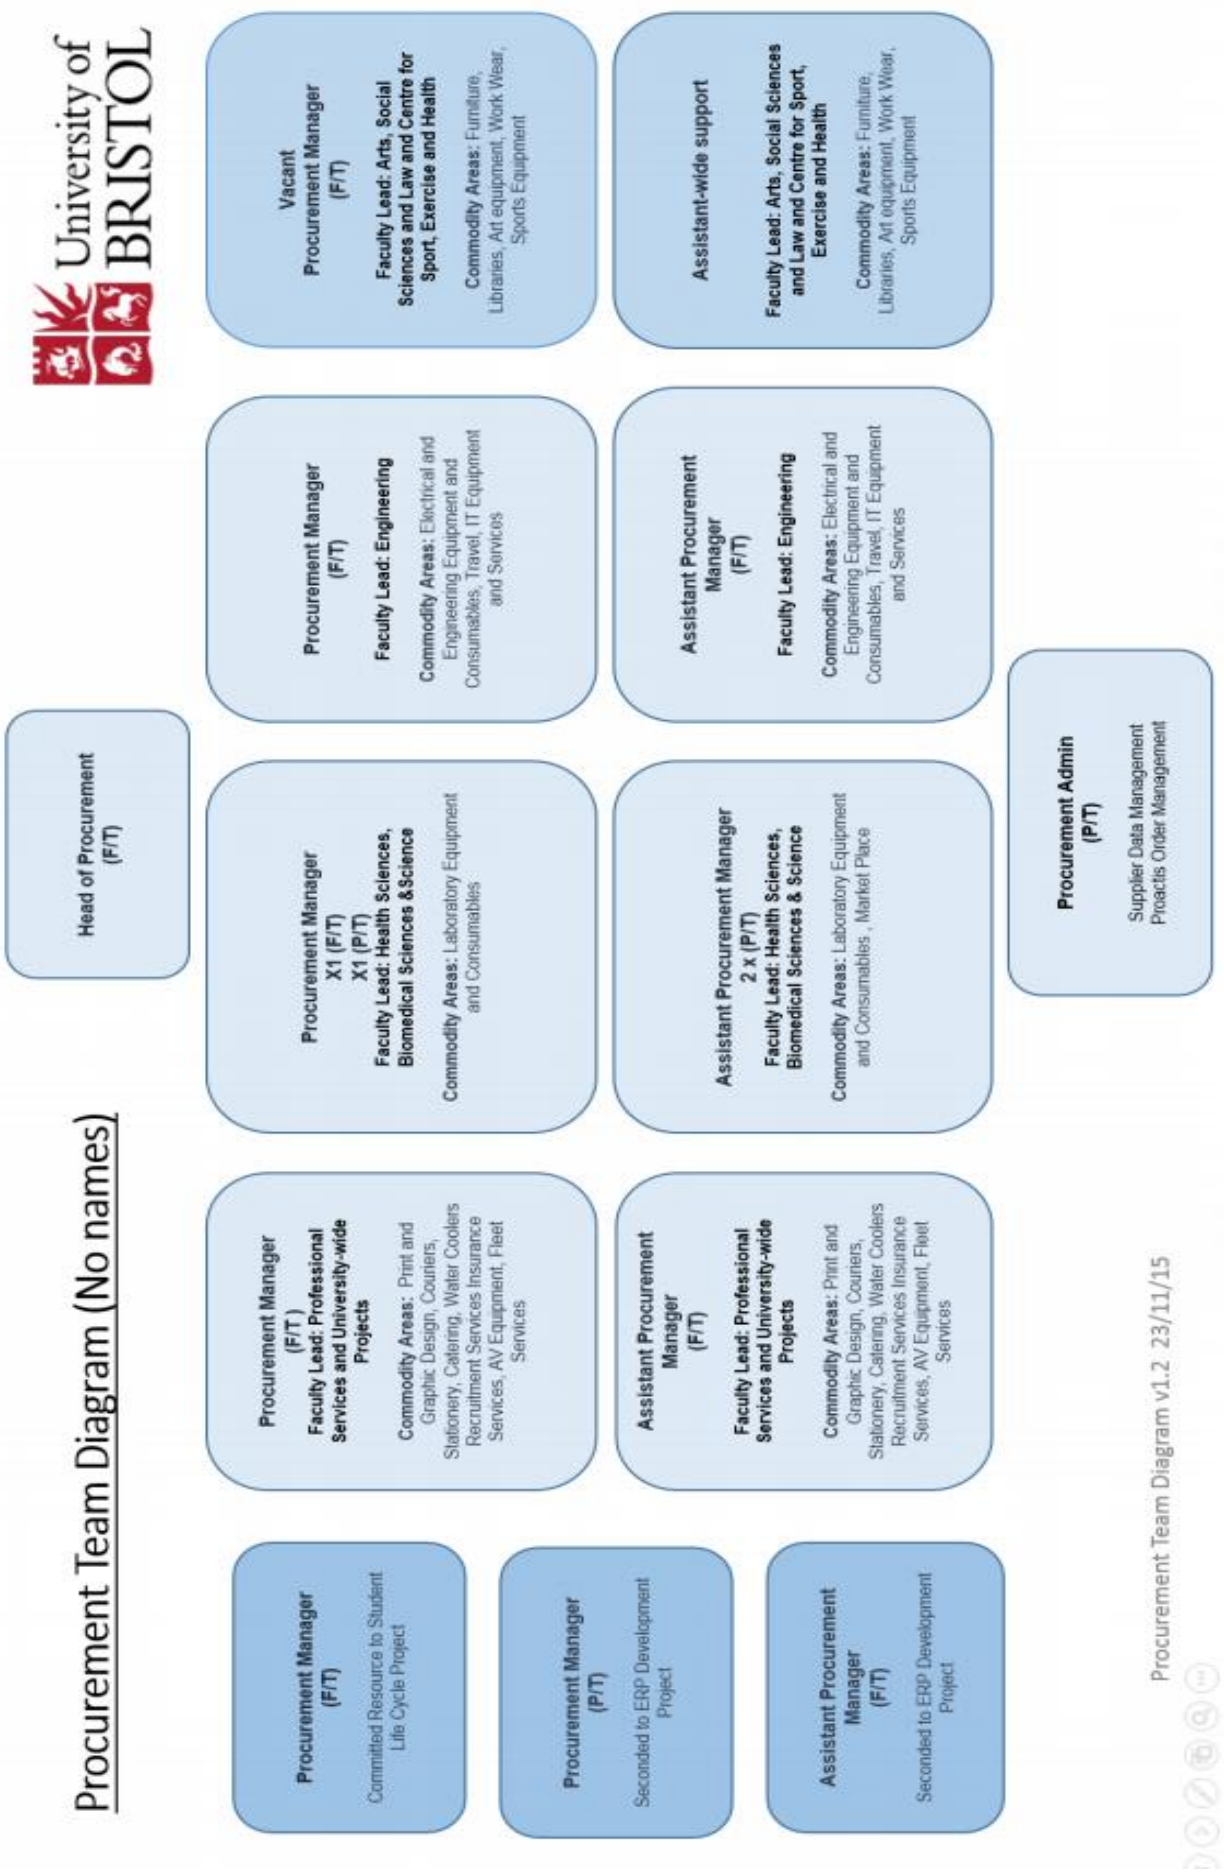 Procurement Team Diagram (No names)
University of
BRISTOL
Head of Procurement
(F/T)
Procurement Manager
(F/T)
Committed Resource to Student
Life Cycle Project
Procurement Manager
(P/T)
Seconded to ERP Development
Project
Assistant Procurement
Manager
(F/T)
Seconded to ERP Development
Project
Procurement Manager
(F/T )
Faculty Lead: Professional
Services and University-wide
Projects
Commodity Areas: Print and
Graphic Design, Couriers,
Stationery, Catering, Water Coolers
Recruitment Services Insurance
Services, AV Equipment, Fleet
Services
Procurement Manager
X1 (F/T)
X1 (P/T)
Faculty Lead: Health Sciences,
Biomedical Sciences &Science
Commodity Areas: Laboratory Equipment
and Consumables
Procurement Manager
(F/T)
Faculty Lead: Engineering
Commodity Areas: Electrical and
Engineering Equipment and
Consumables, Travel, IT Equipment
and Services
Vacant
Procurement Manager
(F/T)
Faculty Lead: Arts, Social
Sciences and Law and Centre for
Sport, Exercise and Health
Commodity Areas: Furniture,
Libraries, Art equipment, Work Wear,
Sports Equipment
Assistant Procurement
Manager
(F/T)
Faculty Lead: Professional
Services and University-wide
Projects
Commodity Areas: Print and
Graphic Design, Couriers,
Stationery, Catering, Water Coolers
Recruitment Services Insurance
Services, AV Equipment, Fleet
Services
Assistant Procurement Manager
2 x (P/T)
Faculty Lead: Health Sciences,
Biomedical Sciences & Science
Commodity Areas: Laboratory Equipment
and Consumables , Market Place
Assistant Procurement
Manager
(F/T)
Faculty Lead: Engineering
Commodity Areas: Electrical and
Engineering Equipment and
Consumables, Travel, IT Equipment
and Services
Assistant-wide support
Faculty Lead: Arts, Social Sciences
and Law and Centre for Sport,
Exercise and Health
Commodity Areas: Furniture,
Libraries, Art equipment, Work Wear,
Sports Equipment
Procurement Admin
(P/T)
Supplier Data Management
Proactis Order Management
Procurement Team Diagram v1.2 23/11/15